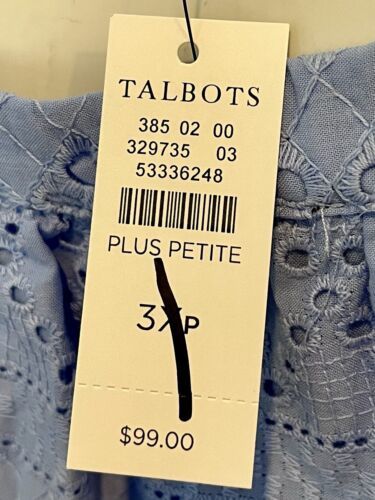 TALBOTS
385 02 00
329735 03
53336248
PLUS PETITE
3XP
$99.00